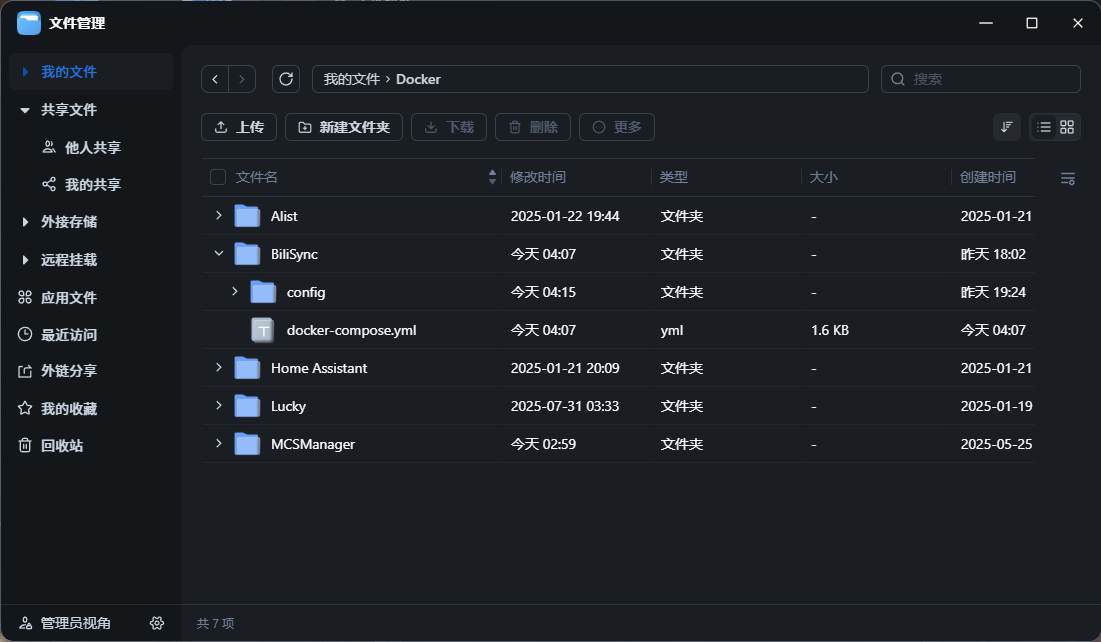 文件管理
我的文件
共享文件
他人共享
我的共享
外接存储
远程挂载
应用文件
最近访问
外链分享
我的收藏
回收站
管理员视角
我的文件 › Docker
搜索
上传 新建文件夹 下载 删除 更多
文件名 修改时间 类型 大小 创建时间
Alist 2025-01-22 19:44 文件夹 - 2025-01-21
BiliSync 今天 04:07 文件夹 - 昨天 18:02
config 今天 04:15 文件夹 - 昨天 19:24
docker-compose.yml 今天 04:07 yml 1.6 KB 今天 04:07
Home Assistant 2025-01-21 20:09 文件夹 - 2025-01-21
Lucky 2025-07-31 03:33 文件夹 - 2025-01-19
MCSManager 今天 02:59 文件夹 - 2025-05-25
共 7 项